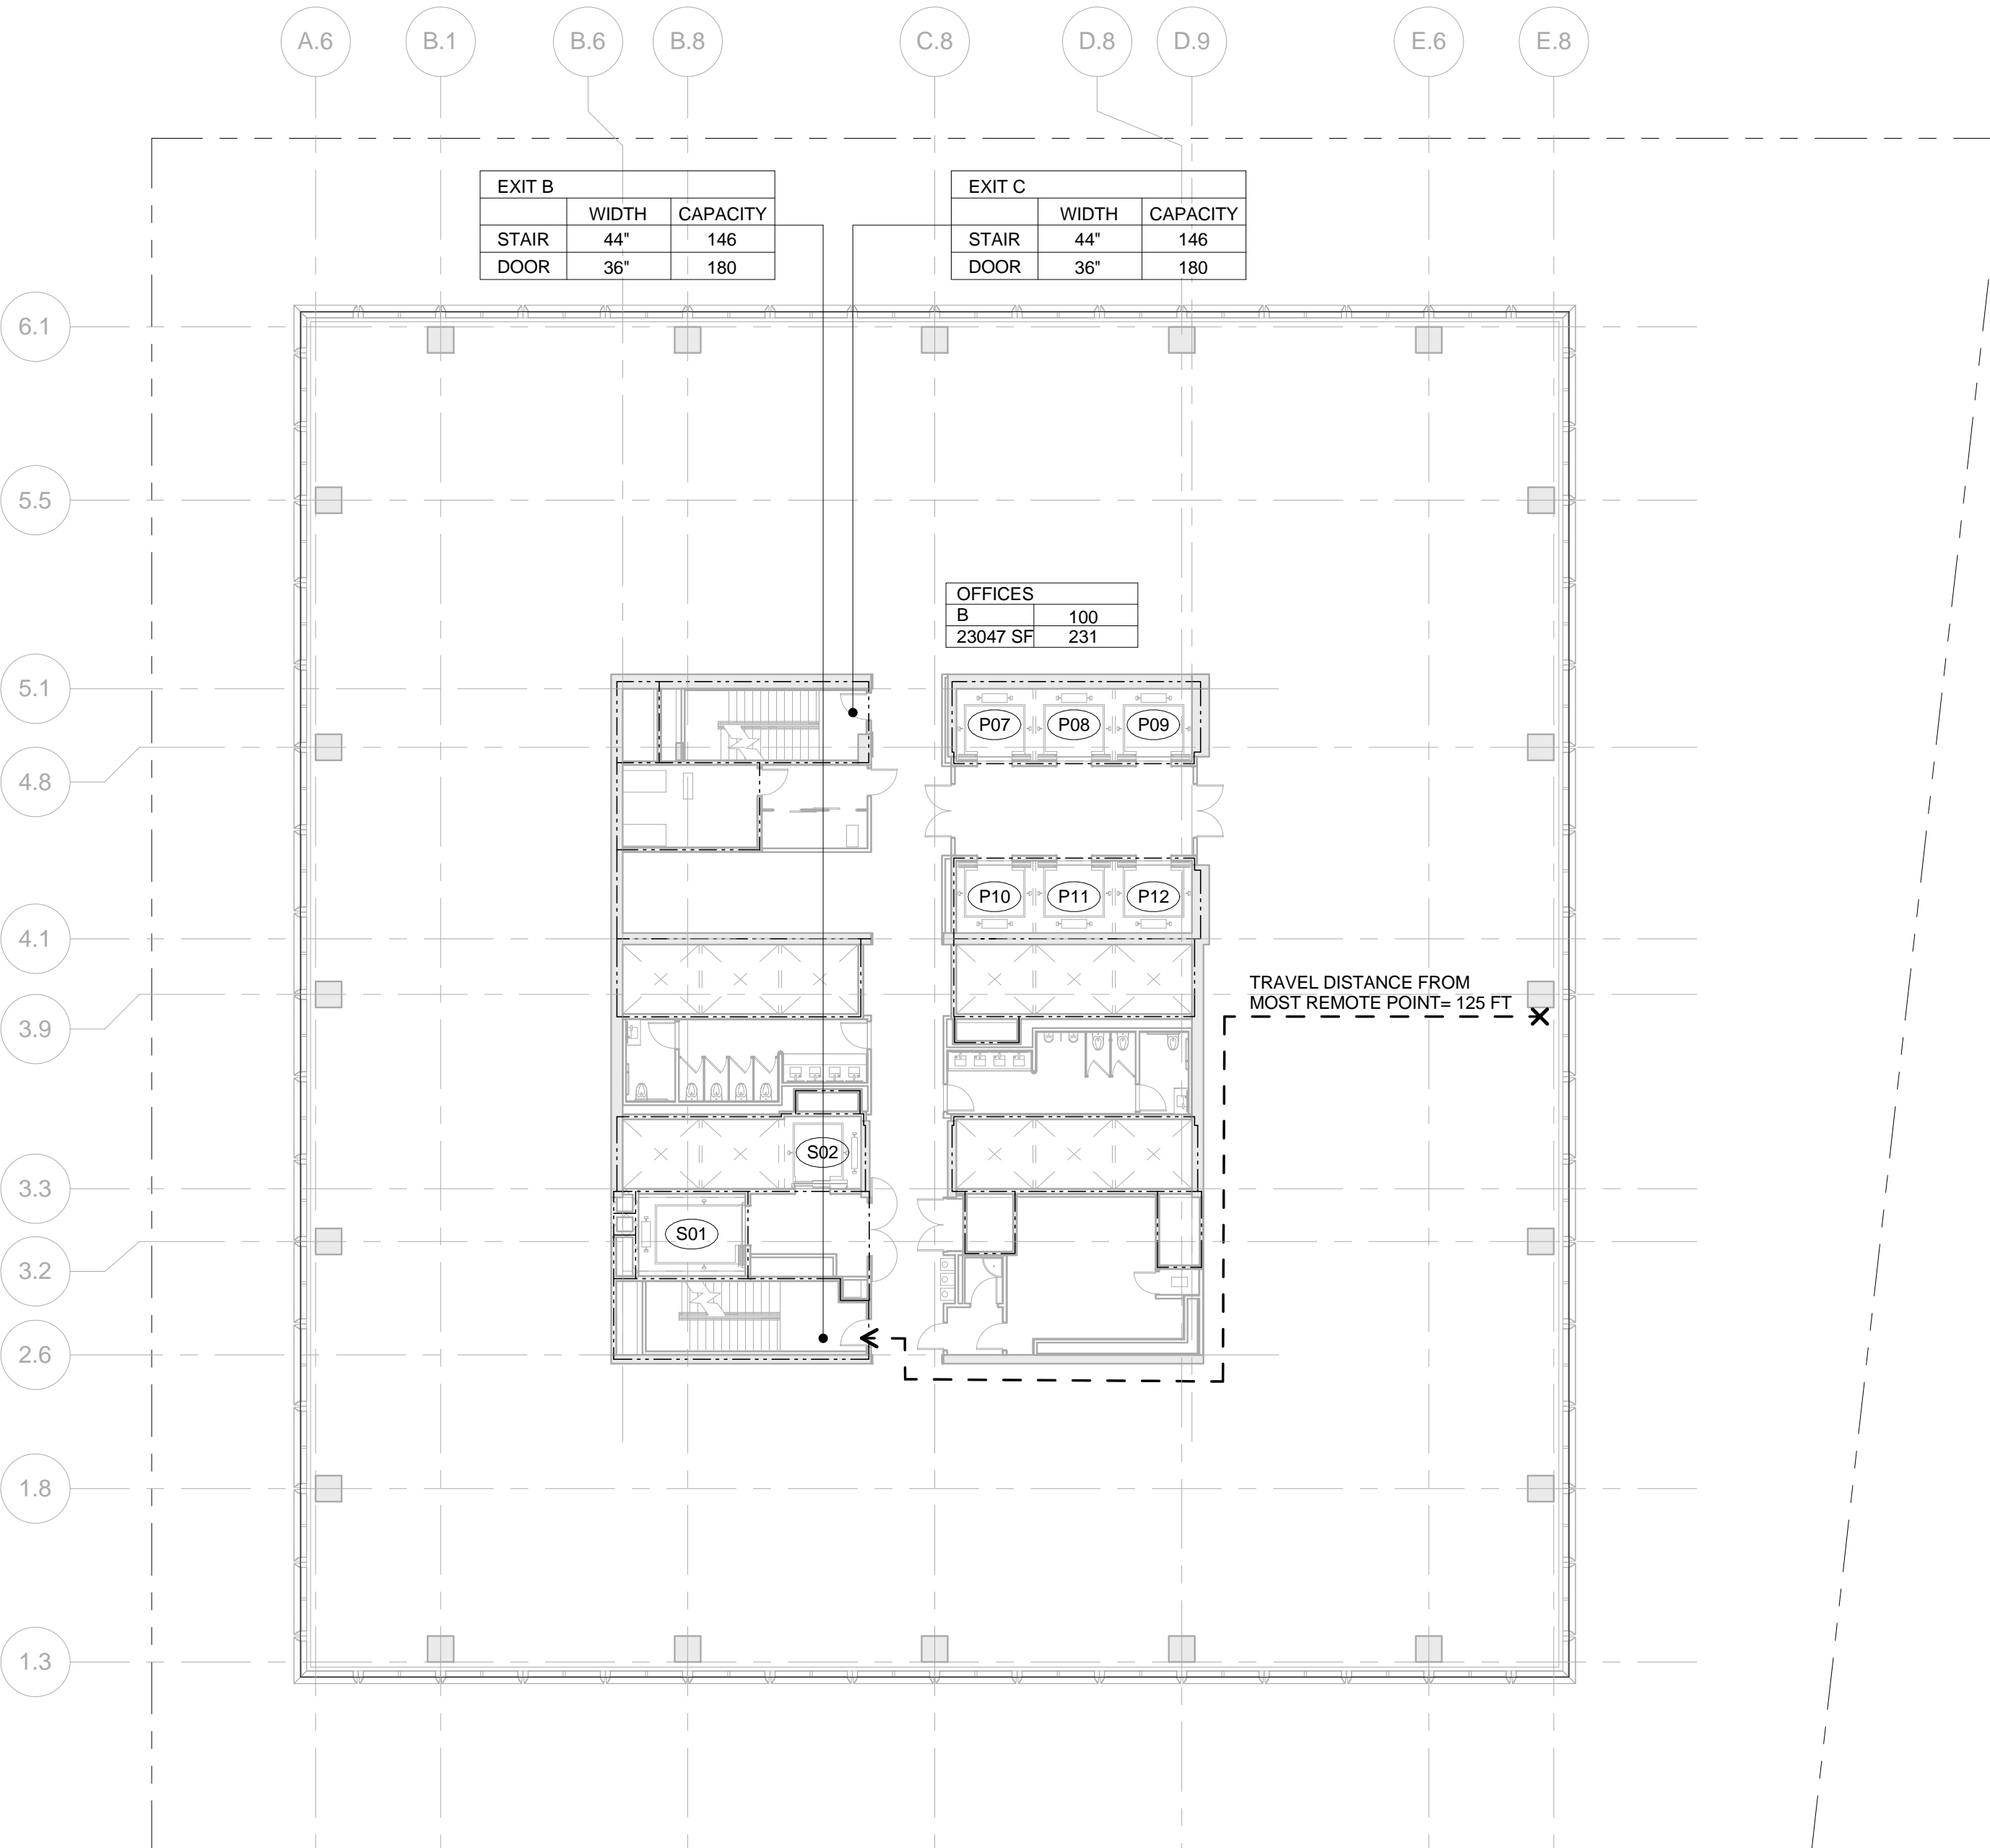 A.6 B.1 B.6 B.8 C.8 D.8 D.9 E.6 E.8
EXIT B
WIDTH CAPACITY
STAIR 44" 146
DOOR 36" 180
EXIT C
WIDTH CAPACITY
STAIR 44" 146
DOOR 36" 180
6.1
5.5
OFFICES
B 100
23047 SF 231
5.1
P07 P08 P09
4.8
P10 P11 P12
4.1
TRAVEL DISTANCE FROM
MOST REMOTE POINT= 125 FT
3.9
S02
3.3
S01
3.2
2.6
1.8
1.3